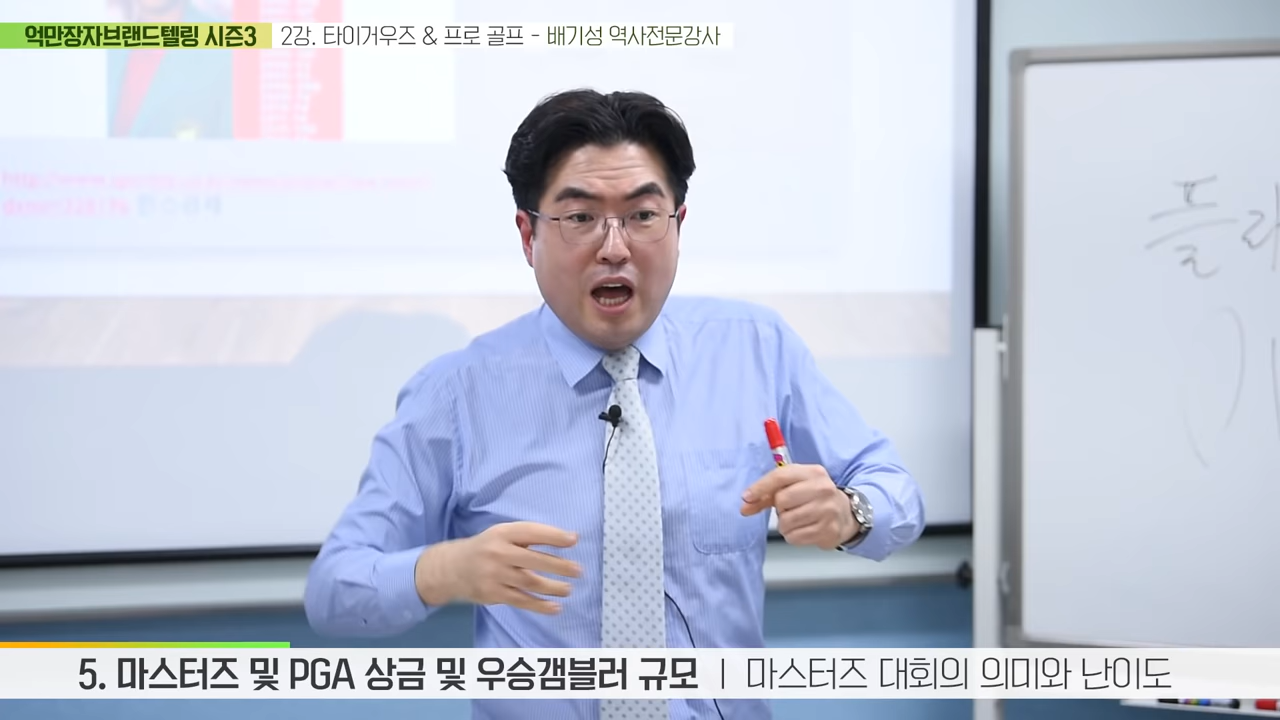 억만장자브랜드텔링 시즌3 2강. 타이거우즈 & 프로 골프 - 배기성 역사전문강사
플래
5. 마스터즈 및 PGA 상금 및 우승갬블러 규모 ㅣ 마스터즈 대회의 의미와 난이도